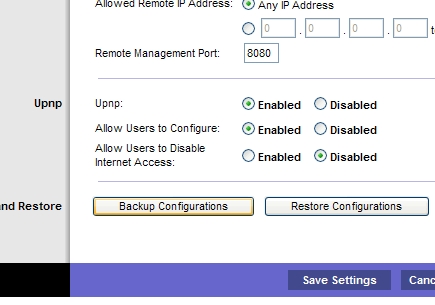 Allowed Remote IP Address: Any IP Address
0 . 0 . 0 . 0 to
Remote Management Port: 8080
Upnp Upnp: Enabled Disabled
Allow Users to Configure: Enabled Disabled
Allow Users to Disable
Internet Access: Enabled Disabled
and Restore Backup Configurations Restore Configurations
Save Settings Canc